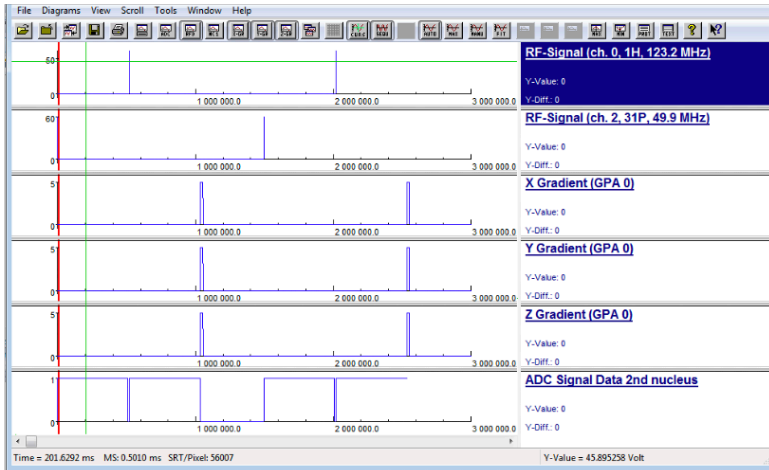 File Diagrams View Scroll Tools Window Help
50
0
1 000 000.0 2 000 000.0 3 000 000.0
RF-Signal (ch. 0, 1H, 123.2 MHz)
Y-Value: 0
Y-Diff.: 0
60
0
1 000 000.0 2 000 000.0 3 000 000.0
RF-Signal (ch. 2, 31P, 49.9 MHz)
Y-Value: 0
Y-Diff.: 0
5
0
1 000 000.0 2 000 000.0 3 000 000.0
X Gradient (GPA 0)
Y-Value: 0
Y-Diff.: 0
5
0
1 000 000.0 2 000 000.0 3 000 000.0
Y Gradient (GPA 0)
Y-Value: 0
Y-Diff.: 0
5
0
1 000 000.0 2 000 000.0 3 000 000.0
Z Gradient (GPA 0)
Y-Value: 0
Y-Diff.: 0
1
0
1 000 000.0 2 000 000.0 3 000 000.0
ADC Signal Data 2nd nucleus
Y-Value: 0
Y-Diff.: 0
Time = 201.6292 ms MS: 0.5010 ms SRT/Pixel: 56007 Y-Value = 45.895258 Volt